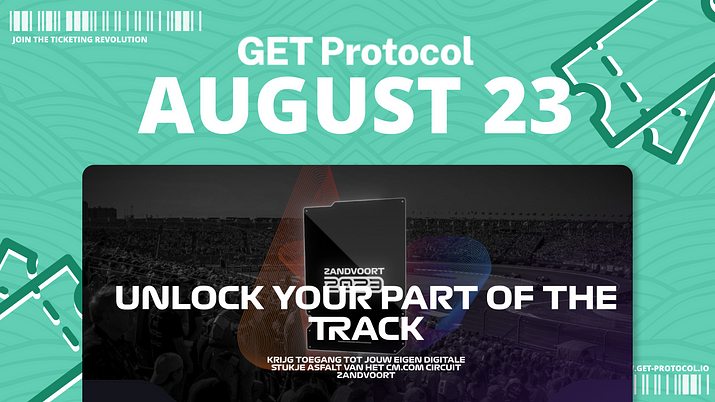 JOIN THE TICKETING REVOLUTION
GET Protocol
AUGUST 23
ZANDVOORT
2023
UNLOCK YOUR PART OF THE
TRACK
KRIJG TOEGANG TOT JOUW EIGEN DIGITALE
STUKJE ASFALT VAN HET CM.COM CIRCUIT
ZANDVOORT
.GET-PROTOCOL.IO